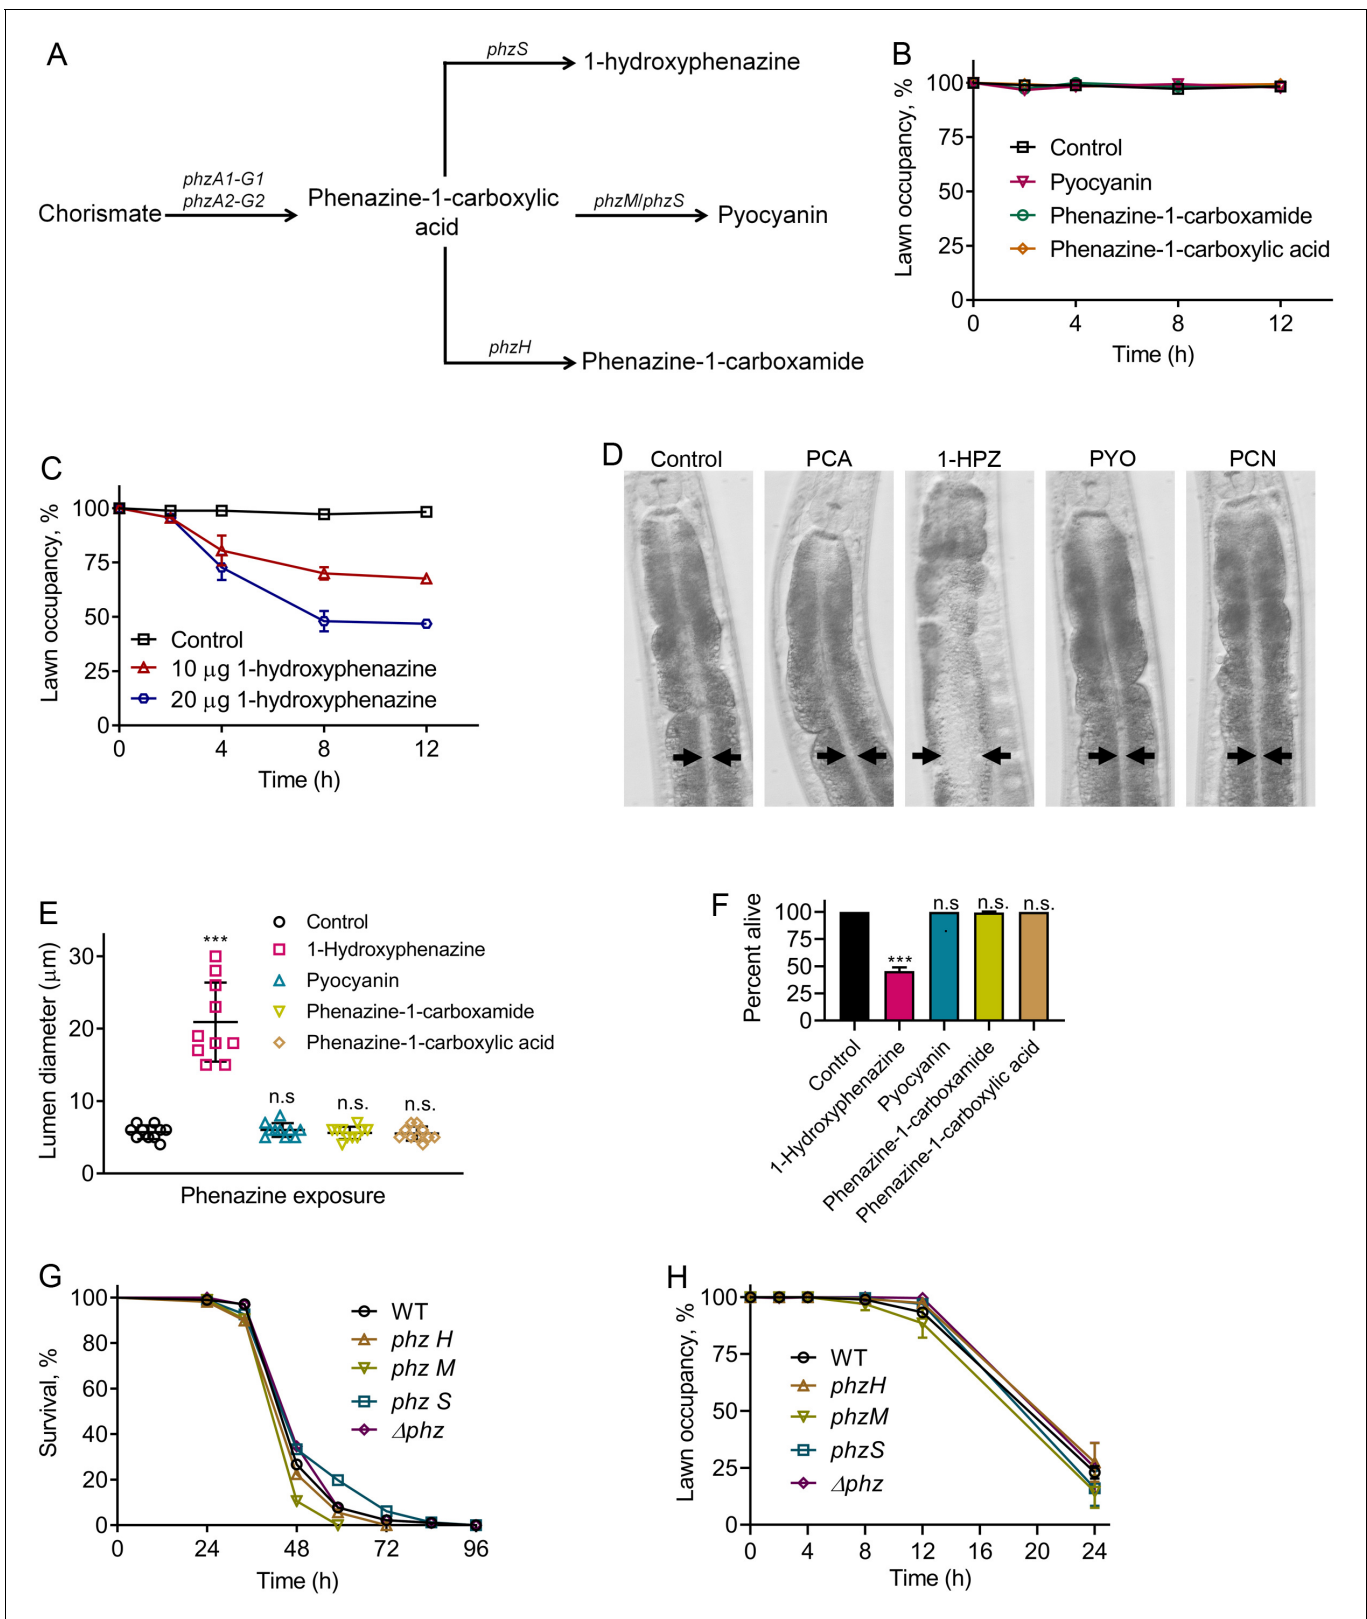 A
phzS
1-hydroxyphenazine
phzA1-G1
phzA2-G2
Chorismate
Phenazine-1-carboxylic
acid
phzM/phzS
Pyocyanin
phzH
Phenazine-1-carboxamide
B
Lawn occupancy, %
100
75
50
25
0
Control
Pyocyanin
Phenazine-1-carboxamide
Phenazine-1-carboxylic acid
0 4 8 12
Time (h)
C
Lawn occupancy, %
100
75
50
25
0
Control
10 μg 1-hydroxyphenazine
20 μg 1-hydroxyphenazine
0 4 8 12
Time (h)
D
Control PCA 1-HPZ PYO PCN
E
Lumen diameter (μm)
30
20
10
0
***
n.s
n.s.
n.s.
Control
1-Hydroxyphenazine
Pyocyanin
Phenazine-1-carboxamide
Phenazine-1-carboxylic acid
Phenazine exposure
F
Percent alive
100
75
50
25
0
***
n.s
n.s.
n.s.
Control
1-Hydroxyphenazine
Pyocyanin
Phenazine-1-carboxamide
Phenazine-1-carboxylic acid
G
Survival, %
100
80
60
40
20
0
WT
phz H
phz M
phz S
Δphz
0 24 48 72 96
Time (h)
H
Lawn occupancy, %
100
75
50
25
0
WT
phzH
phzM
phzS
Δphz
0 4 8 12 16 20 24
Time (h)